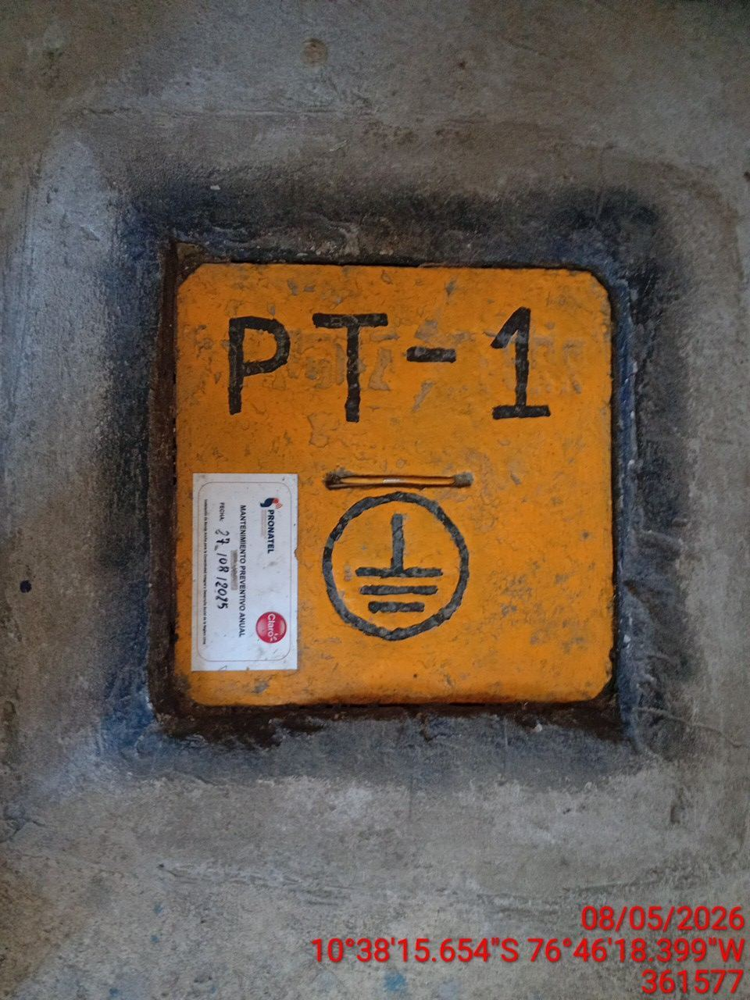 PT-1
PRONATEL
MANTENIMIENTO PREVENTIVO ANUAL
FECHA: 27/08/2025
Claro
08/05/2026
10°38'15.654"S 76°46'18.399"W
361577